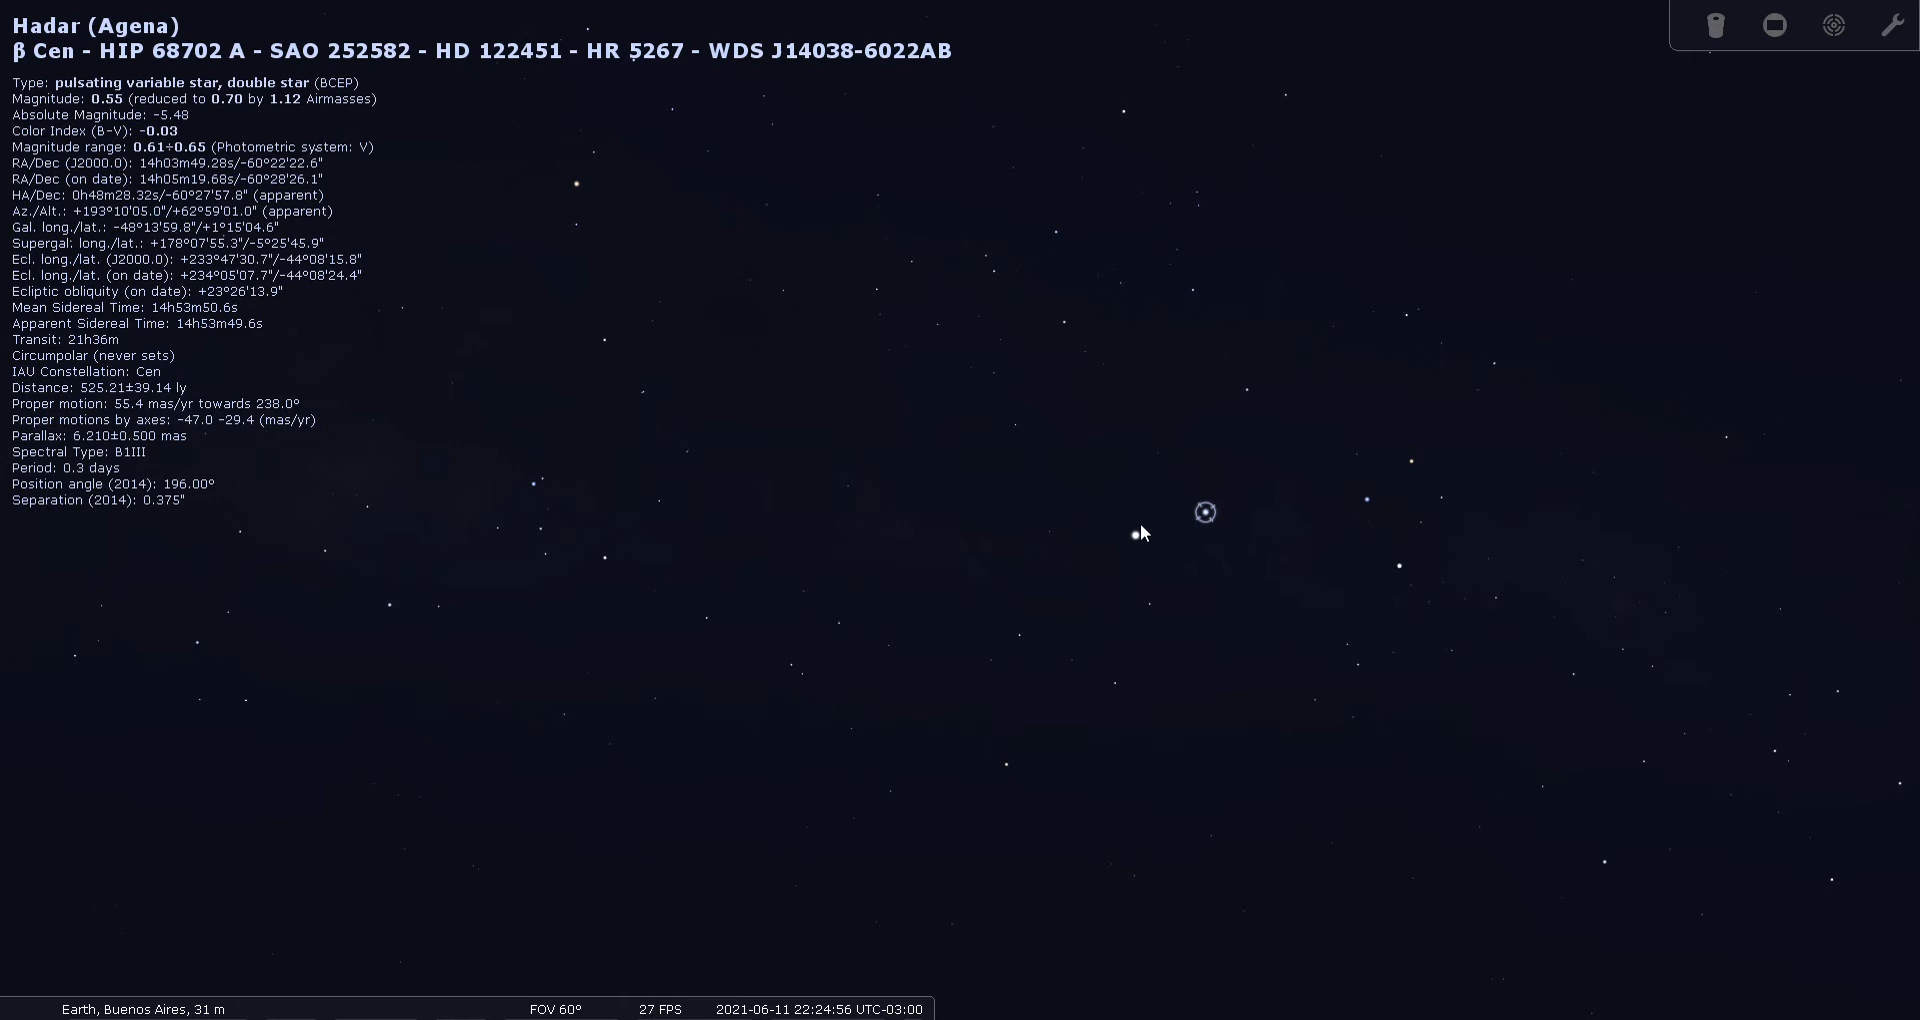 Hadar (Agena)
β Cen - HIP 68702 A - SAO 252582 - HD 122451 - HR 5267 - WDS J14038-6022AB
Type: pulsating variable star, double star (BCEP)
Magnitude: 0.55 (reduced to 0.70 by 1.12 Airmasses)
Absolute Magnitude: -5.48
Color Index (B-V): -0.03
Magnitude range: 0.61÷0.65 (Photometric system: V)
RA/Dec (J2000.0): 14h03m49.28s/-60°22'22.6"
RA/Dec (on date): 14h05m19.68s/-60°28'26.1"
HA/Dec: 0h48m28.32s/-60°27'57.8" (apparent)
Az./Alt.: +193°10'05.0"/+62°59'01.0" (apparent)
Gal. long./lat.: -48°13'59.8"/+1°15'04.6"
Supergal. long./lat.: +178°07'55.3"/-5°25'45.9"
Ecl. long./lat. (J2000.0): +233°47'30.7"/-44°08'15.8"
Ecl. long./lat. (on date): +234°05'07.7"/-44°08'24.4"
Ecliptic obliquity (on date): +23°26'13.9"
Mean Sidereal Time: 14h53m50.6s
Apparent Sidereal Time: 14h53m49.6s
Transit: 21h36m
Circumpolar (never sets)
IAU Constellation: Cen
Distance: 525.21±39.14 ly
Proper motion: 55.4 mas/yr towards 238.0°
Proper motions by axes: -47.0 -29.4 (mas/yr)
Parallax: 6.210±0.500 mas
Spectral Type: B1III
Period: 0.3 days
Position angle (2014): 196.00°
Separation (2014): 0.375"
Earth, Buenos Aires, 31 m FOV 60° 27 FPS 2021-06-11 22:24:56 UTC-03:00